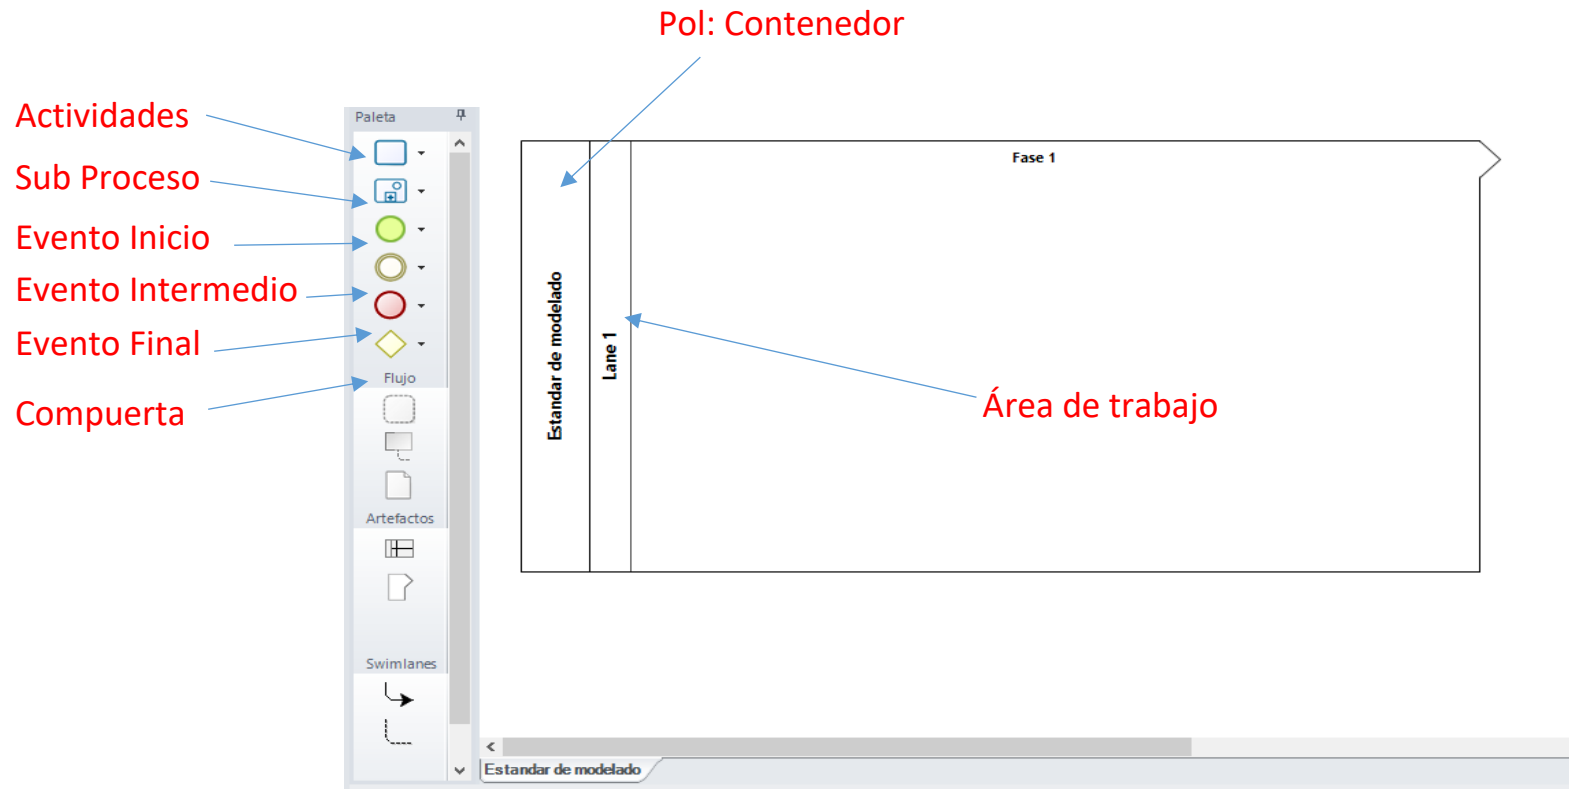 Pol: Contenedor
Actividades
Sub Proceso
Evento Inicio
Evento Intermedio
Evento Final
Compuerta
Paleta
Flujo
Artefactos
Swimlanes
Fase 1
Estandar de modelado
Lane 1
Área de trabajo
Estandar de modelado